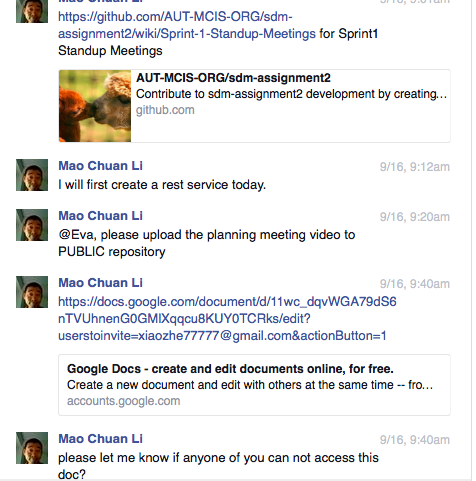 Mao Chuan Li
9/16, 9:01am
https://github.com/AUT-MCIS-ORG/sdm-
assignment2/wiki/Sprint-1-Standup-Meetings for Sprint1
Standup Meetings
AUT-MCIS-ORG/sdm-assignment2
Contribute to sdm-assignment2 development by creating...
github.com
Mao Chuan Li
9/16, 9:12am
I will first create a rest service today.
Mao Chuan Li
9/16, 9:20am
@Eva, please upload the planning meeting video to
PUBLIC repository
Mao Chuan Li
9/16, 9:40am
https://docs.google.com/document/d/11wc_dqvWGA79dS6
nTVUhnenG0GMlXqqcu8KUY0TCRks/edit?
userstoinvite=xiaozhe77777@gmail.com&actionButton=1
Google Docs - create and edit documents online, for free.
Create a new document and edit with others at the same time -- fro...
accounts.google.com
Mao Chuan Li
9/16, 9:40am
please let me know if anyone of you can not access this
doc?